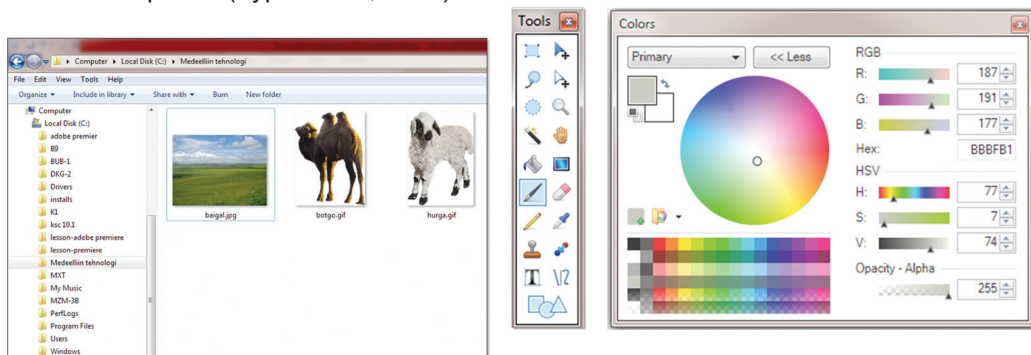 Computer ▸ Local Disk (C:) ▸ Medeelliin tehnologi
File Edit View Tools Help
Organize Include in library Share with Burn New folder
Computer
Local Disk (C:)
adobe premier
B9
BUB-1
DKG-2
Drivers
installs
K1
ksc 10.1
lesson-adobe premiere
lesson-premiere
Medeelliin tehnologi
MXT
My Music
MZM-3B
PerfLogs
Program Files
Users
Windows
baigal.jpg
botgo.gif
hurga.gif
Tools
Colors
Primary
<< Less
RGB
R: 187
G: 191
B: 177
Hex: BBBFB1
HSV
H: 77
S: 7
V: 74
Opacity - Alpha
255